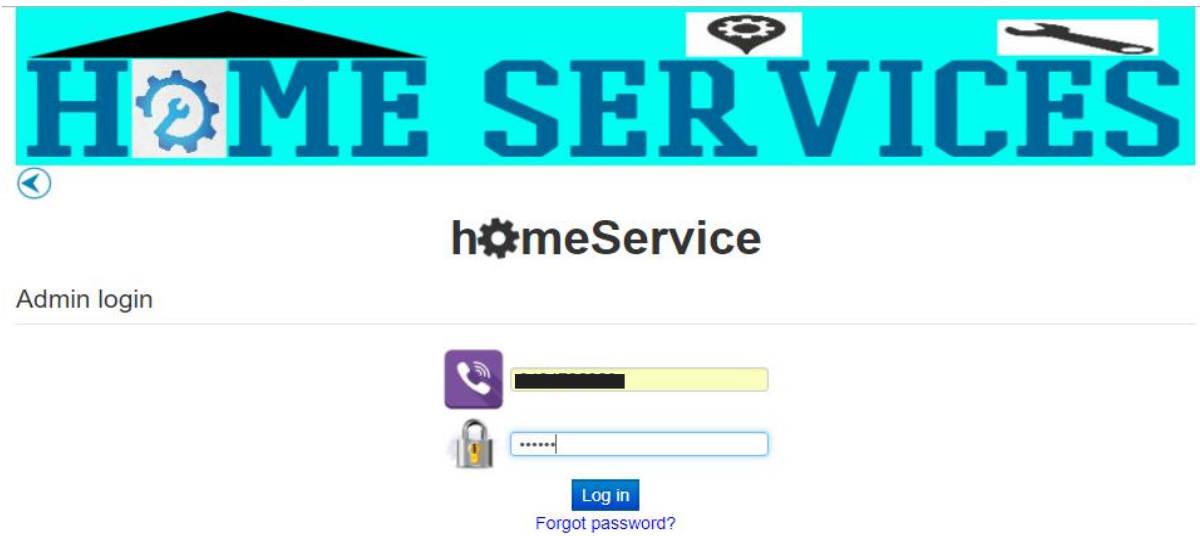 HOME SERVICES
homeService
Admin login
••••••
Log in
Forgot password?